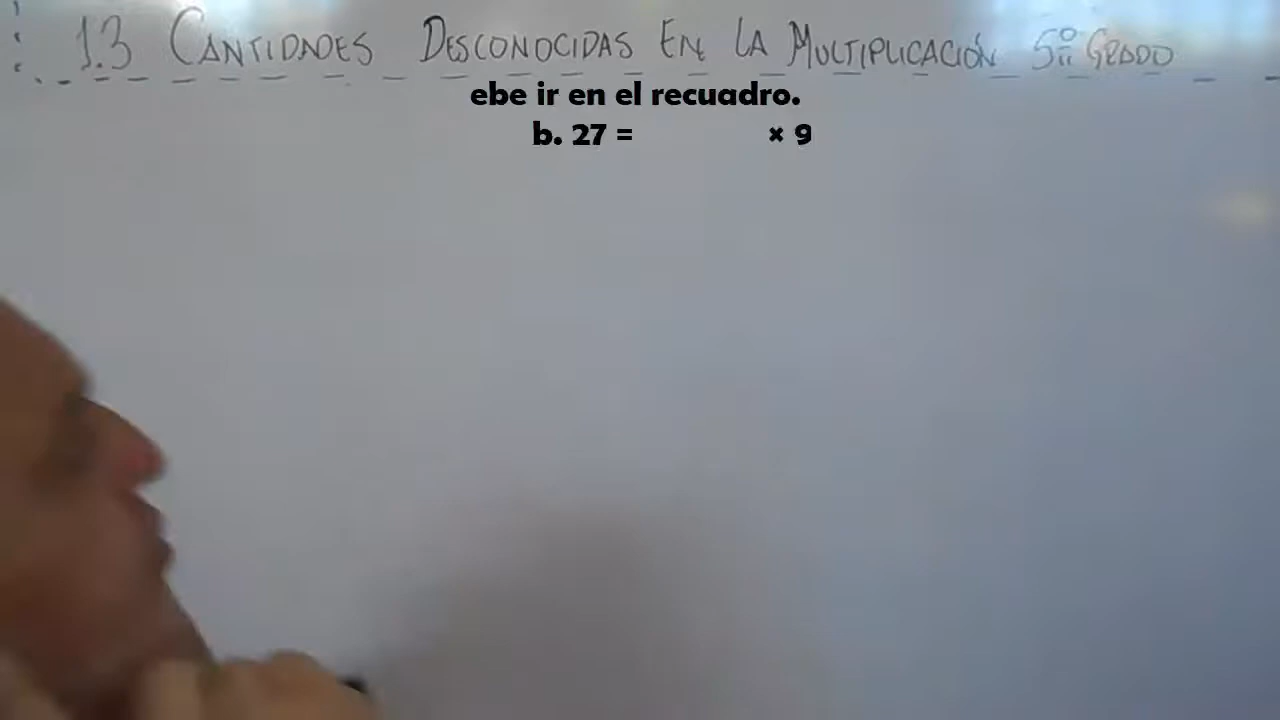 1.3 CANTIDADES DESCONOCIDAS EN LA MULTIPLICACIÓN 5º GRADO
ebe ir en el recuadro.
b. 27 = × 9